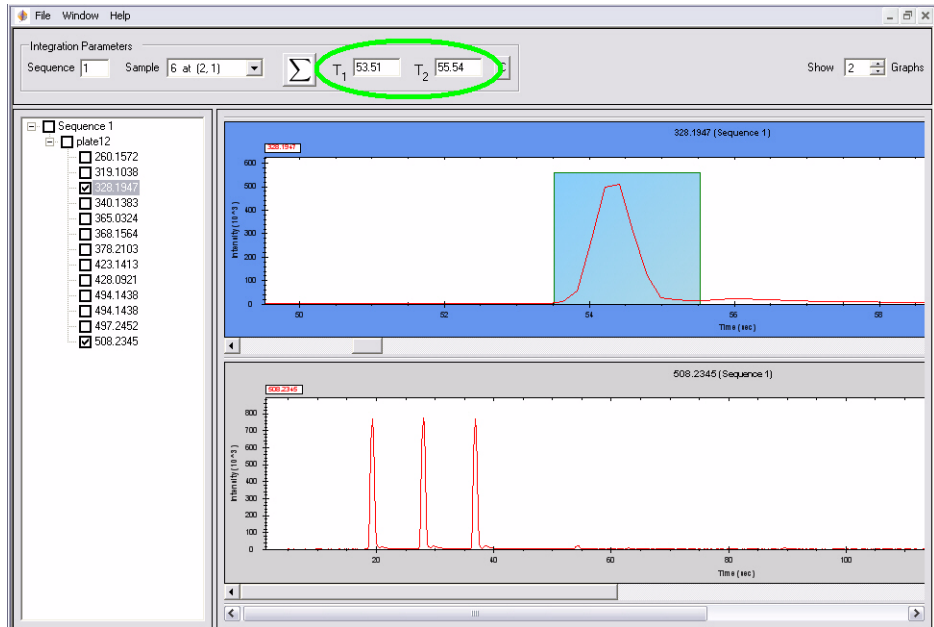 File Window Help
Integration Parameters
Sequence 1 Sample 6 at (2, 1) Σ T1 53.51 T2 55.54 C Show 2 Graphs
Sequence 1
plate12
260.1572
319.1038
328.1947
340.1383
365.0324
368.1564
378.2103
423.1413
428.0921
494.1438
494.1438
497.2452
508.2345
328.1947 (Sequence 1)
328.1947
Intensity (10^3)
600
500
400
300
200
100
0
50 52 54 56 58
Time (sec)
508.2345 (Sequence 1)
508.2345
Intensity (10^3)
800
700
600
500
400
300
200
100
0
20 40 60 80 100
Time (sec)